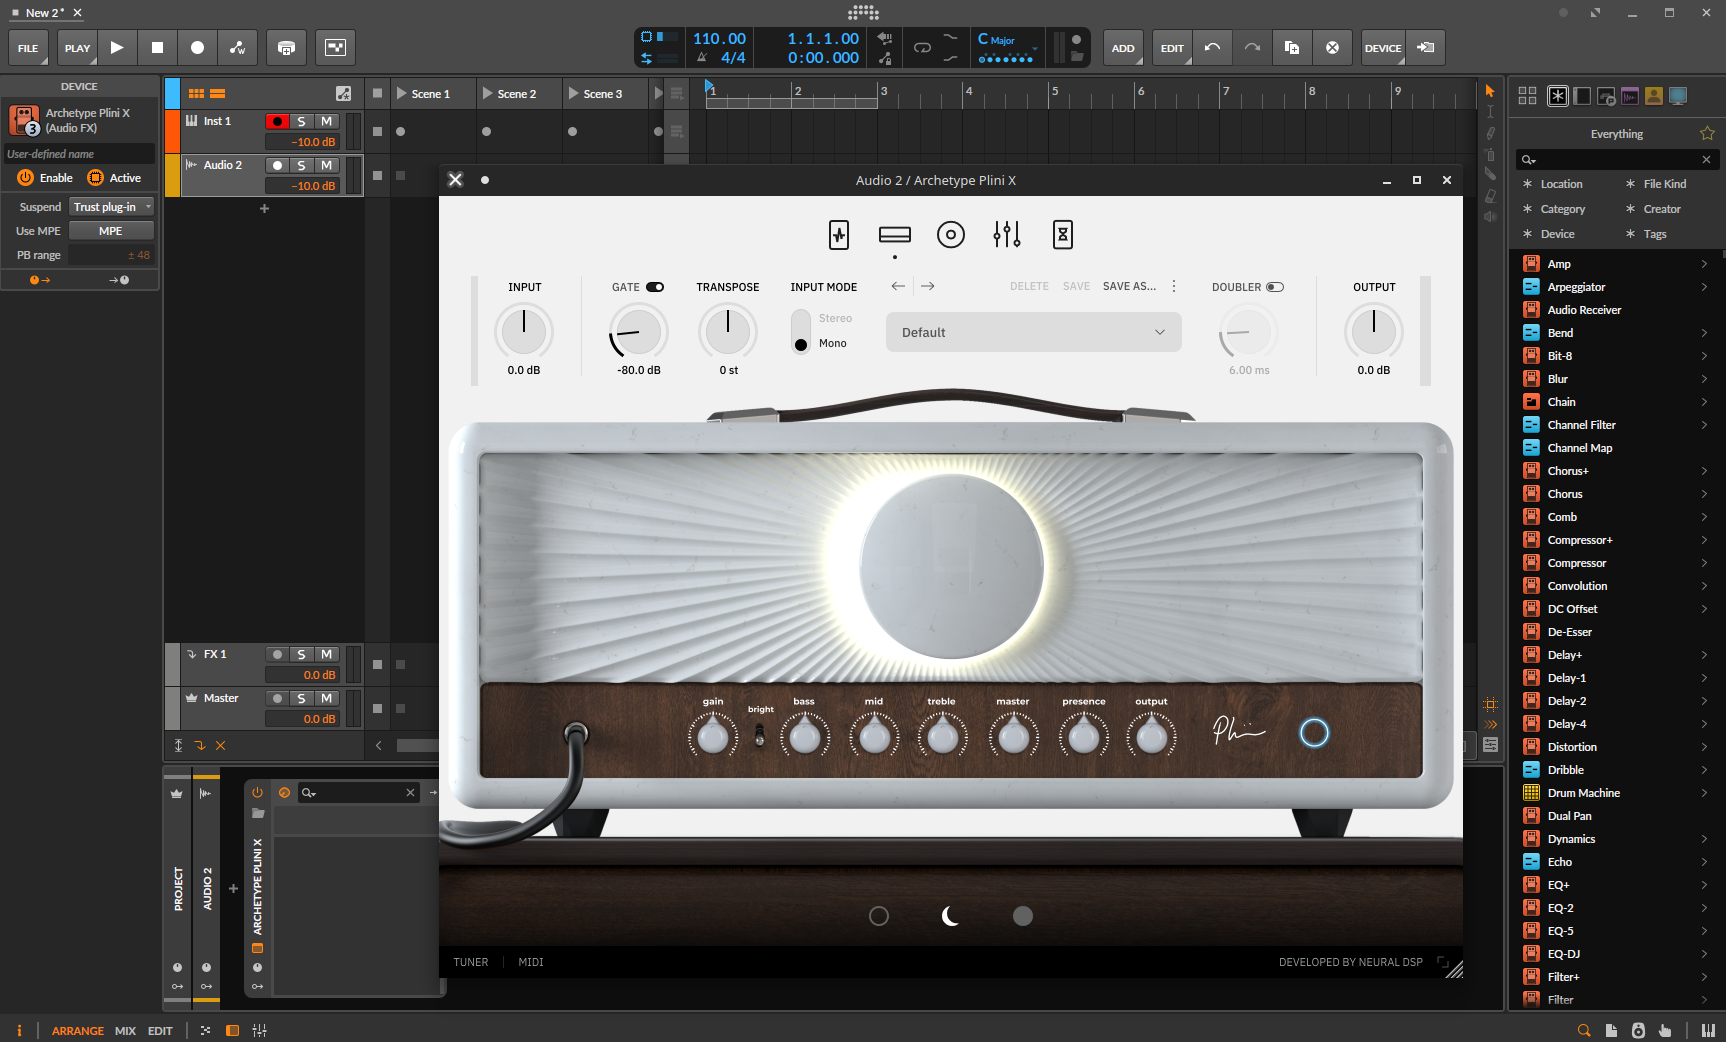 New 2*
FILE
PLAY
110.00
4/4
1.1.1.00
0:00.000
C Major
ADD
EDIT
DEVICE
DEVICE
Archetype Plini X
(Audio FX)
3
User-defined name
Enable
Active
Suspend
Trust plug-in
Use MPE
MPE
PB range
± 48
Scene 1
Scene 2
Scene 3
1
2
3
4
5
6
7
8
9
Inst 1
S
M
-10.0 dB
Audio 2
S
M
-10.0 dB
FX 1
S
M
0.0 dB
Master
S
M
0.0 dB
PROJECT
AUDIO 2
ARCHETYPE PLINI X
Audio 2 / Archetype Plini X
INPUT
0.0 dB
GATE
-80.0 dB
TRANSPOSE
0 st
INPUT MODE
Stereo
Mono
DELETE
SAVE
SAVE AS...
Default
DOUBLER
6.00 ms
OUTPUT
0.0 dB
gain
bright
bass
mid
treble
master
presence
output
TUNER
MIDI
DEVELOPED BY NEURAL DSP
Everything
Location
File Kind
Category
Creator
Device
Tags
Amp
Arpeggiator
Audio Receiver
Bend
Bit-8
Blur
Chain
Channel Filter
Channel Map
Chorus+
Chorus
Comb
Compressor+
Compressor
Convolution
DC Offset
De-Esser
Delay+
Delay-1
Delay-2
Delay-4
Distortion
Dribble
Drum Machine
Dual Pan
Dynamics
Echo
EQ+
EQ-2
EQ-5
EQ-DJ
Filter+
Filter
ARRANGE
MIX
EDIT